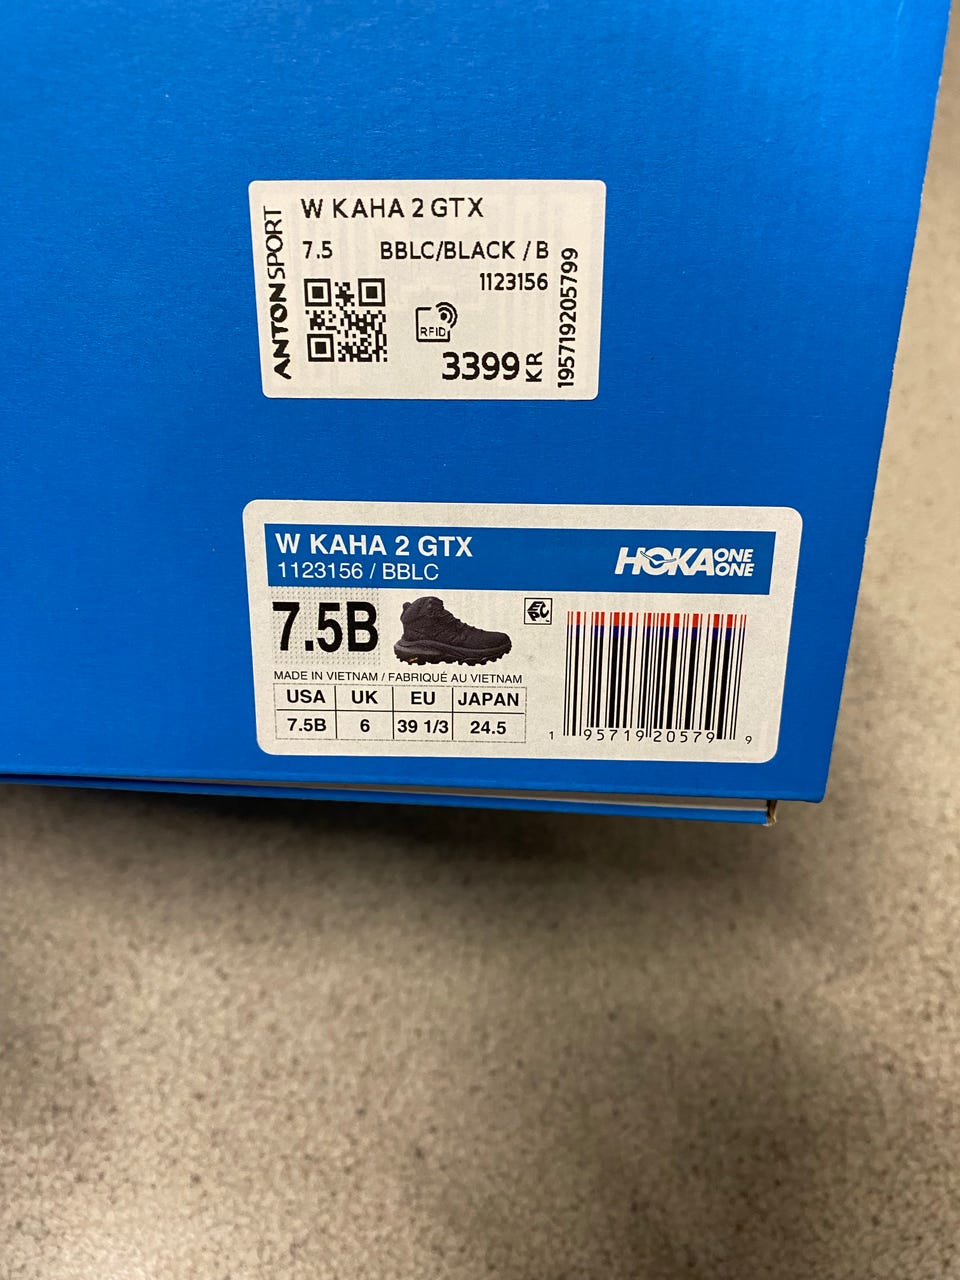 W KAHA 2 GTX
ANTON SPORT
7.5 BBLC/BLACK / B
1123156
RFID
3399 KR
195719205799
W KAHA 2 GTX
1123156 / BBLC
HOKA ONE ONE
7.5B
MADE IN VIETNAM / FABRIQUÉ AU VIETNAM
USA UK EU JAPAN
7.5B 6 39 1/3 24.5
1 95719 20579 9